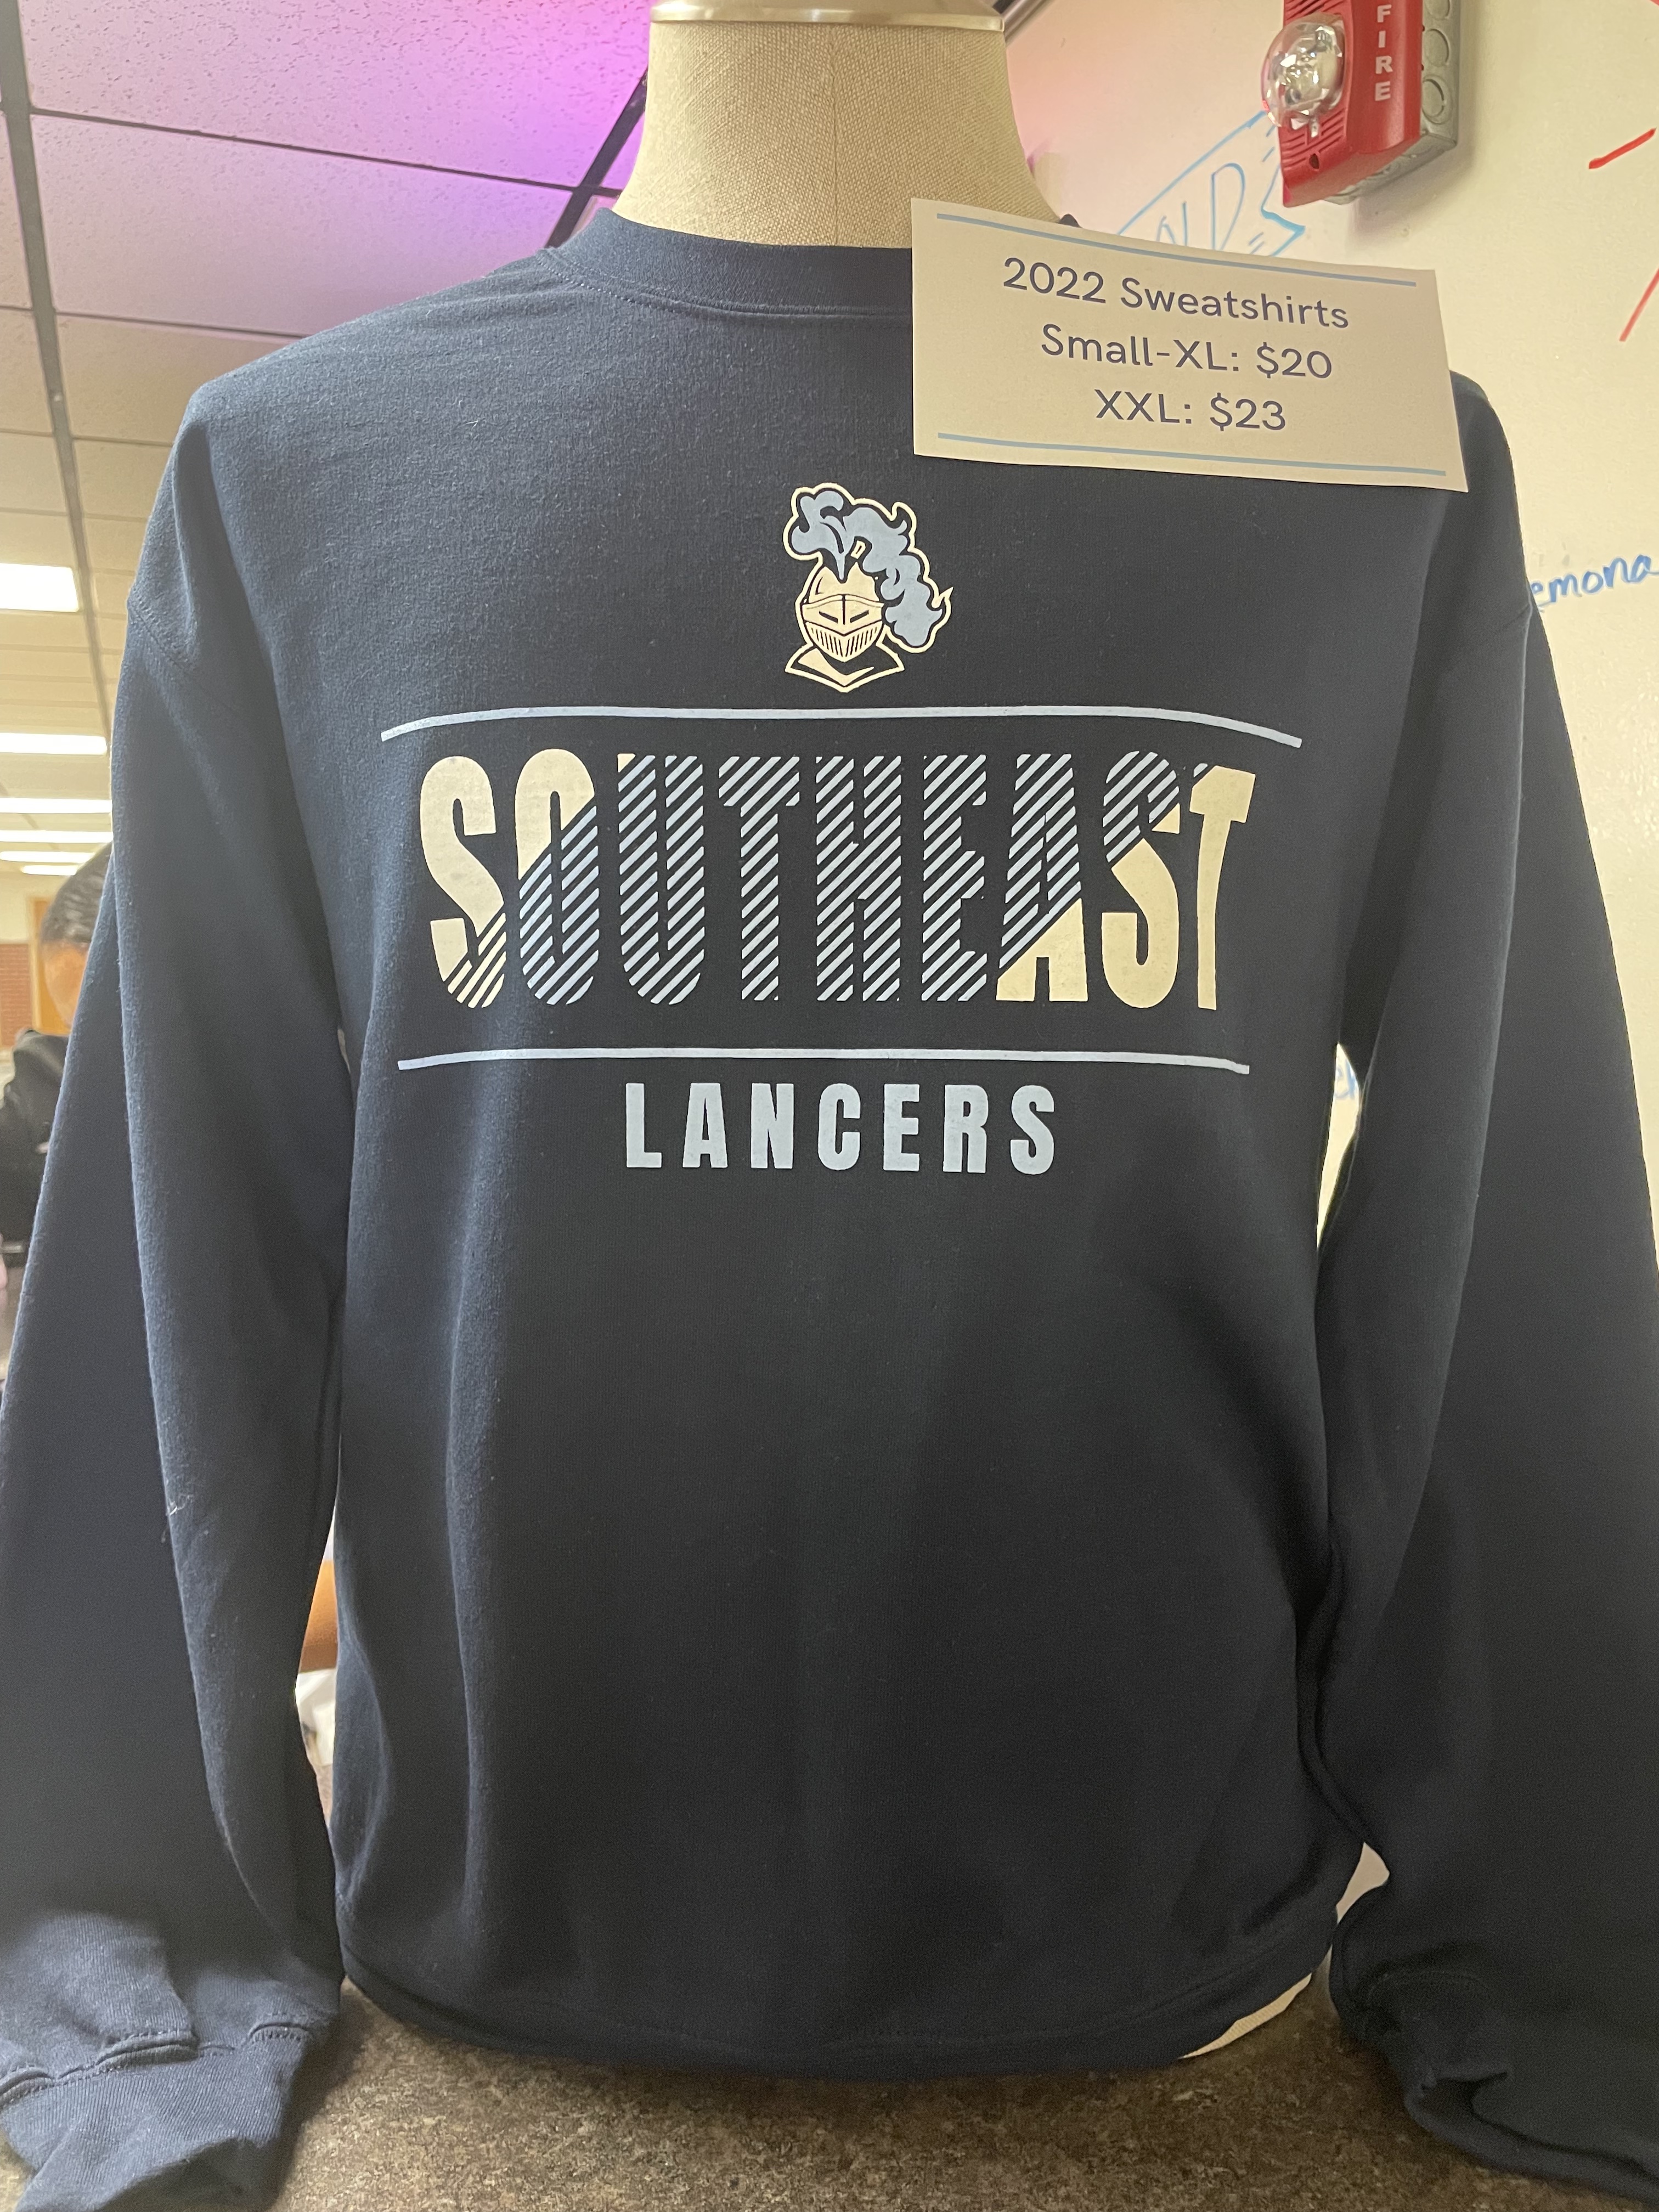 FIRE
2022 Sweatshirts
Small-XL: $20
XXL: $23
SOUTHEAST
LANCERS